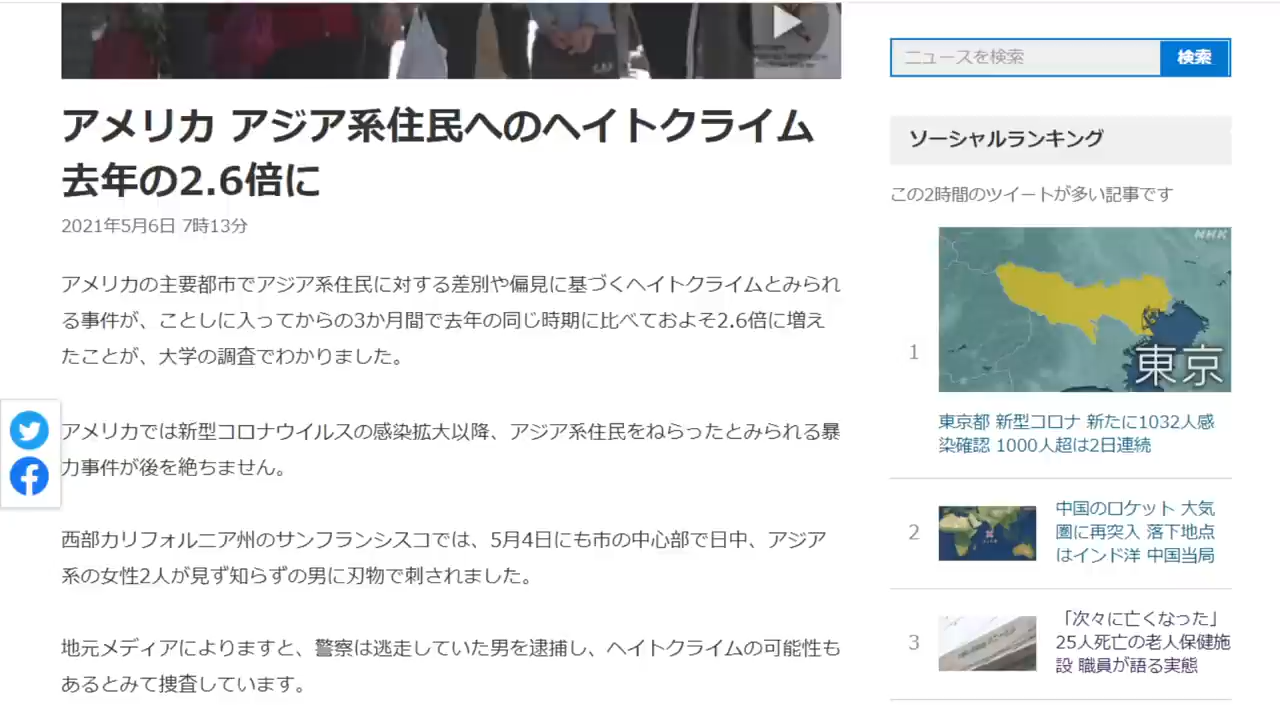 アメリカ アジア系住民へのヘイトクライム
去年の2.6倍に
2021年5月6日 7時13分
アメリカの主要都市でアジア系住民に対する差別や偏見に基づくヘイトクライムとみられ
る事件が、ことしに入ってからの3か月間で去年の同じ時期に比べておよそ2.6倍に増え
たことが、大学の調査でわかりました。
アメリカでは新型コロナウイルスの感染拡大以降、アジア系住民をねらったとみられる暴
力事件が後を絶ちません。
西部カリフォルニア州のサンフランシスコでは、5月4日にも市の中心部で日中、アジア
系の女性2人が見ず知らずの男に刃物で刺されました。
地元メディアによりますと、警察は逃走していた男を逮捕し、ヘイトクライムの可能性も
あるとみて捜査しています。
ニュースを検索
検索
ソーシャルランキング
この2時間のツイートが多い記事です
1
NHK
東京
東京都 新型コロナ 新たに1032人感
染確認 1000人超は2日連続
2
中国のロケット 大気
圏に再突入 落下地点
はインド洋 中国当局
3
「次々に亡くなった」
25人死亡の老人保健施
設 職員が語る実態